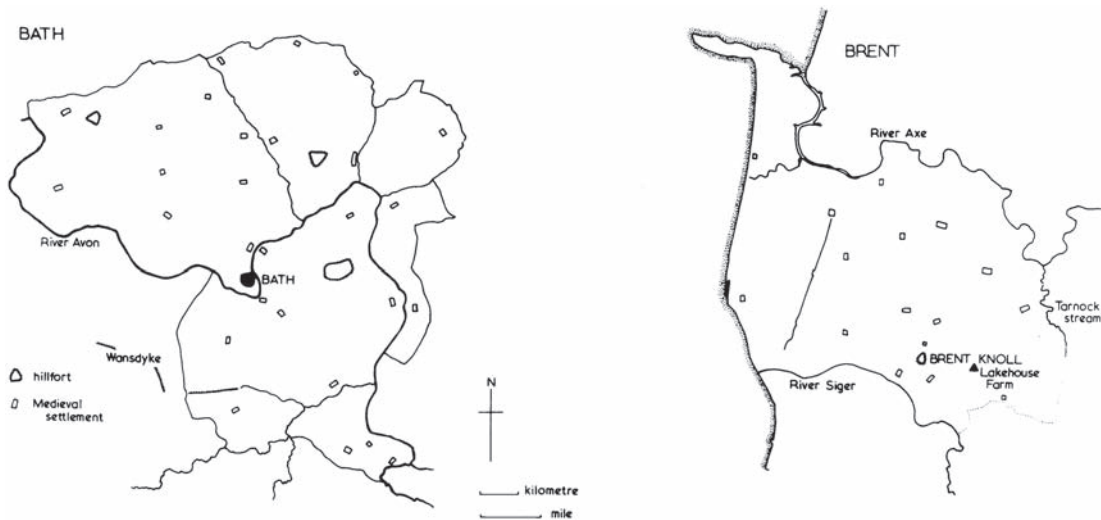 BATH
River Avon
BATH
Wansdyke
hillfort
Medieval
settlement
N
kilometre
mile
BRENT
River Axe
Tarnock
stream
BRENT KNOLL
Lakehouse
Farm
River Siger